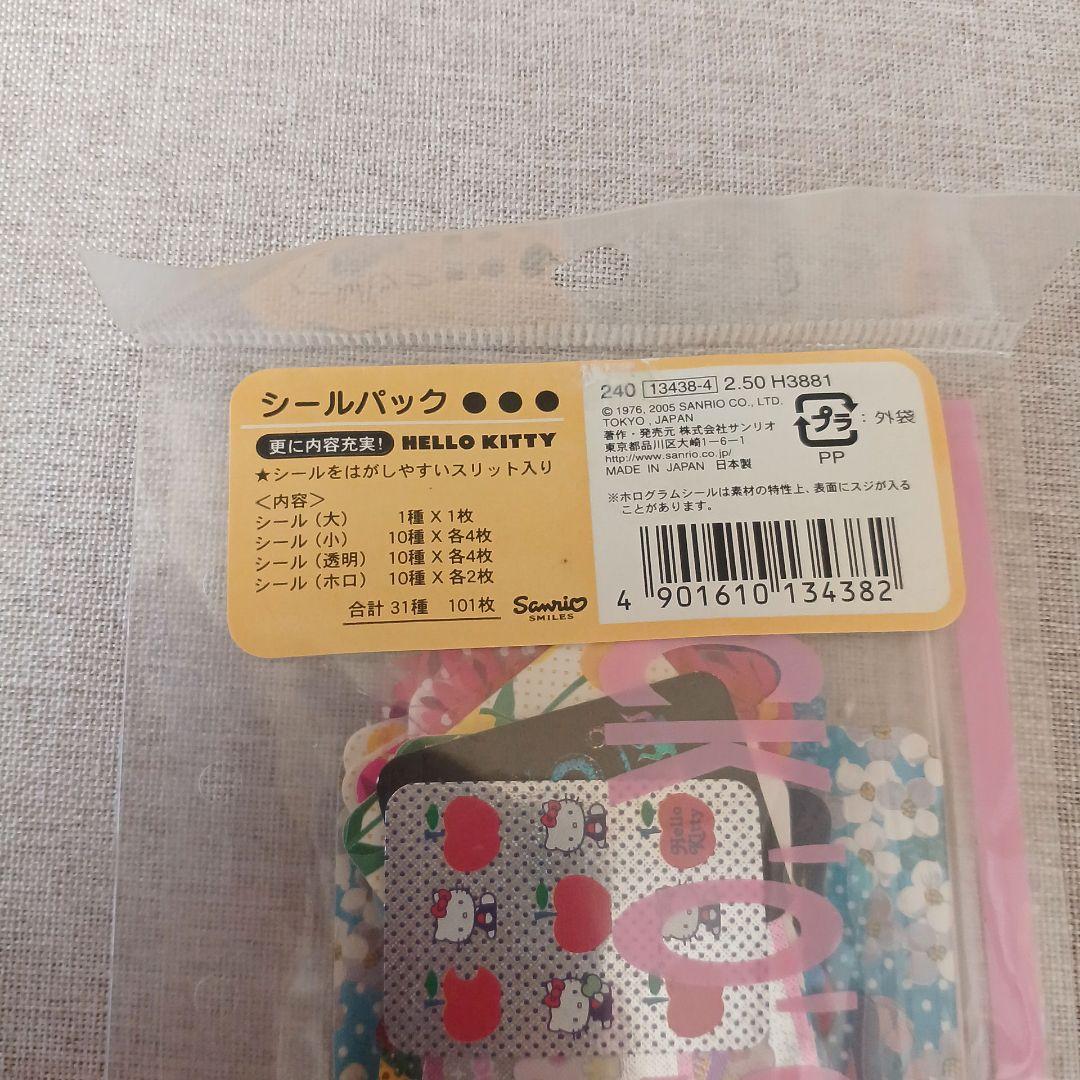 シールパック ●●●
更に内容充実! HELLO KITTY
★シールをはがしやすいスリット入り
<内容>
シール(大) 1種 X 1枚
シール(小) 10種 X 各4枚
シール(透明) 10種 X 各4枚
シール(ホロ) 10種 X 各2枚
合計 31種 101枚
Sanrio
SMILES
240 13438-4 2.50 H3881
© 1976, 2005 SANRIO CO., LTD.
TOKYO, JAPAN
著作・発売元 株式会社サンリオ
東京都品川区大崎1-6-1
http://www.sanrio.co.jp/
MADE IN JAPAN 日本製
プラ : 外袋
PP
※ホログラムシールは素材の特性上、表面にスジが入る
ことがあります。
4 901610 134382
Hello
Kitty